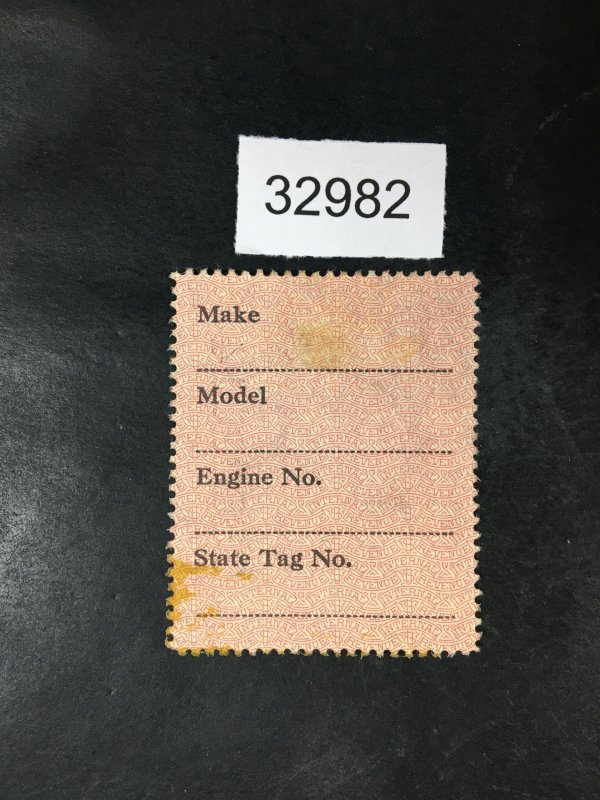 32982
Make
Model
Engine No.
State Tag No.